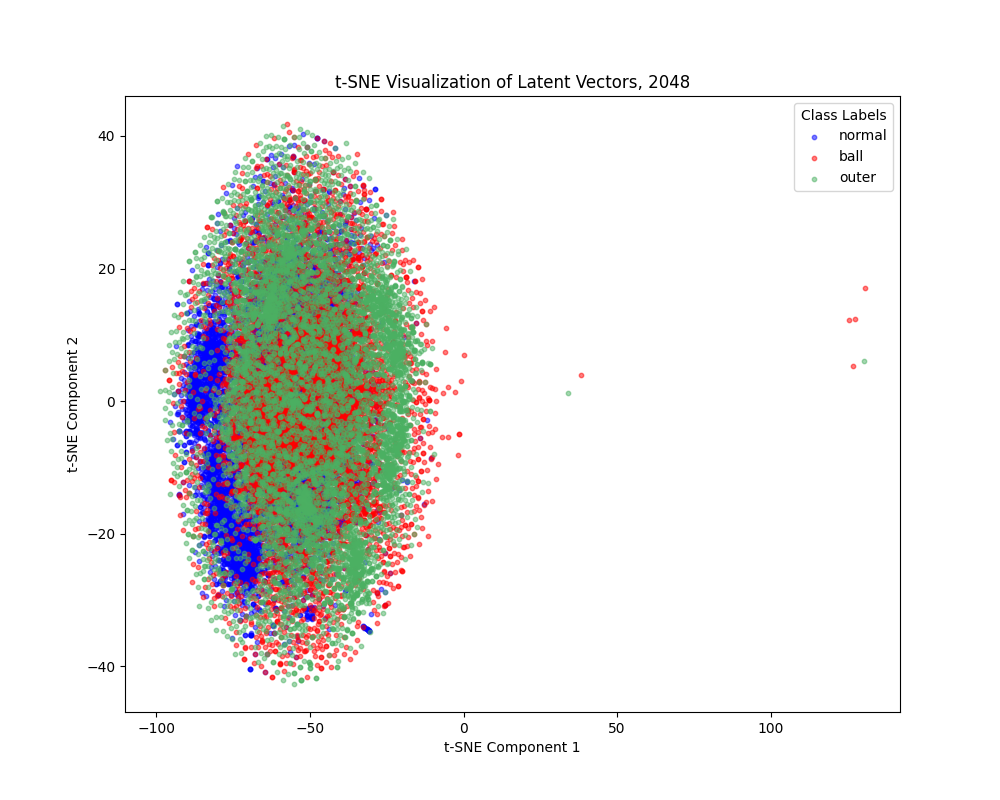 t-SNE Visualization of Latent Vectors, 2048
Class Labels
normal
ball
outer
40
20
0
−20
−40
t-SNE Component 2
−100
−50
0
50
100
t-SNE Component 1